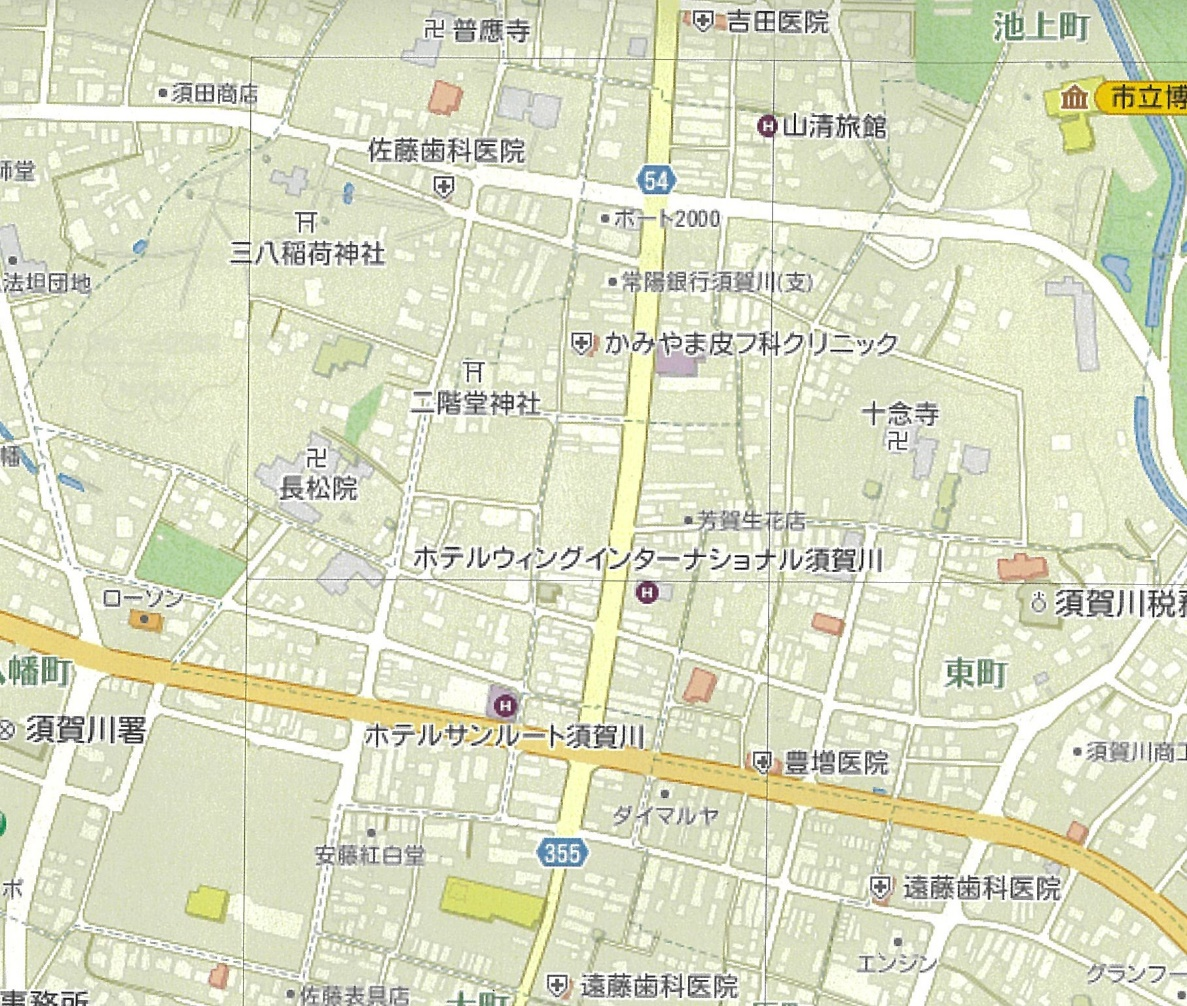 普應寺
吉田医院
池上町
須田商店
市立博
山清旅館
佐藤歯科医院
師堂
54
ポート2000
三八稲荷神社
法坦団地
常陽銀行須賀川(支)
かみやま皮フ科クリニック
二階堂神社
十念寺
幡
長松院
芳賀生花店
ホテルウィングインターナショナル須賀川
ローソン
須賀川税務
幡町
東町
須賀川署
ホテルサンルート須賀川
須賀川商工
豊増医院
ダイマルヤ
安藤紅白堂
355
ポ
遠藤歯科医院
エンジン
グランフー
遠藤歯科医院
佐藤表具店
事務所